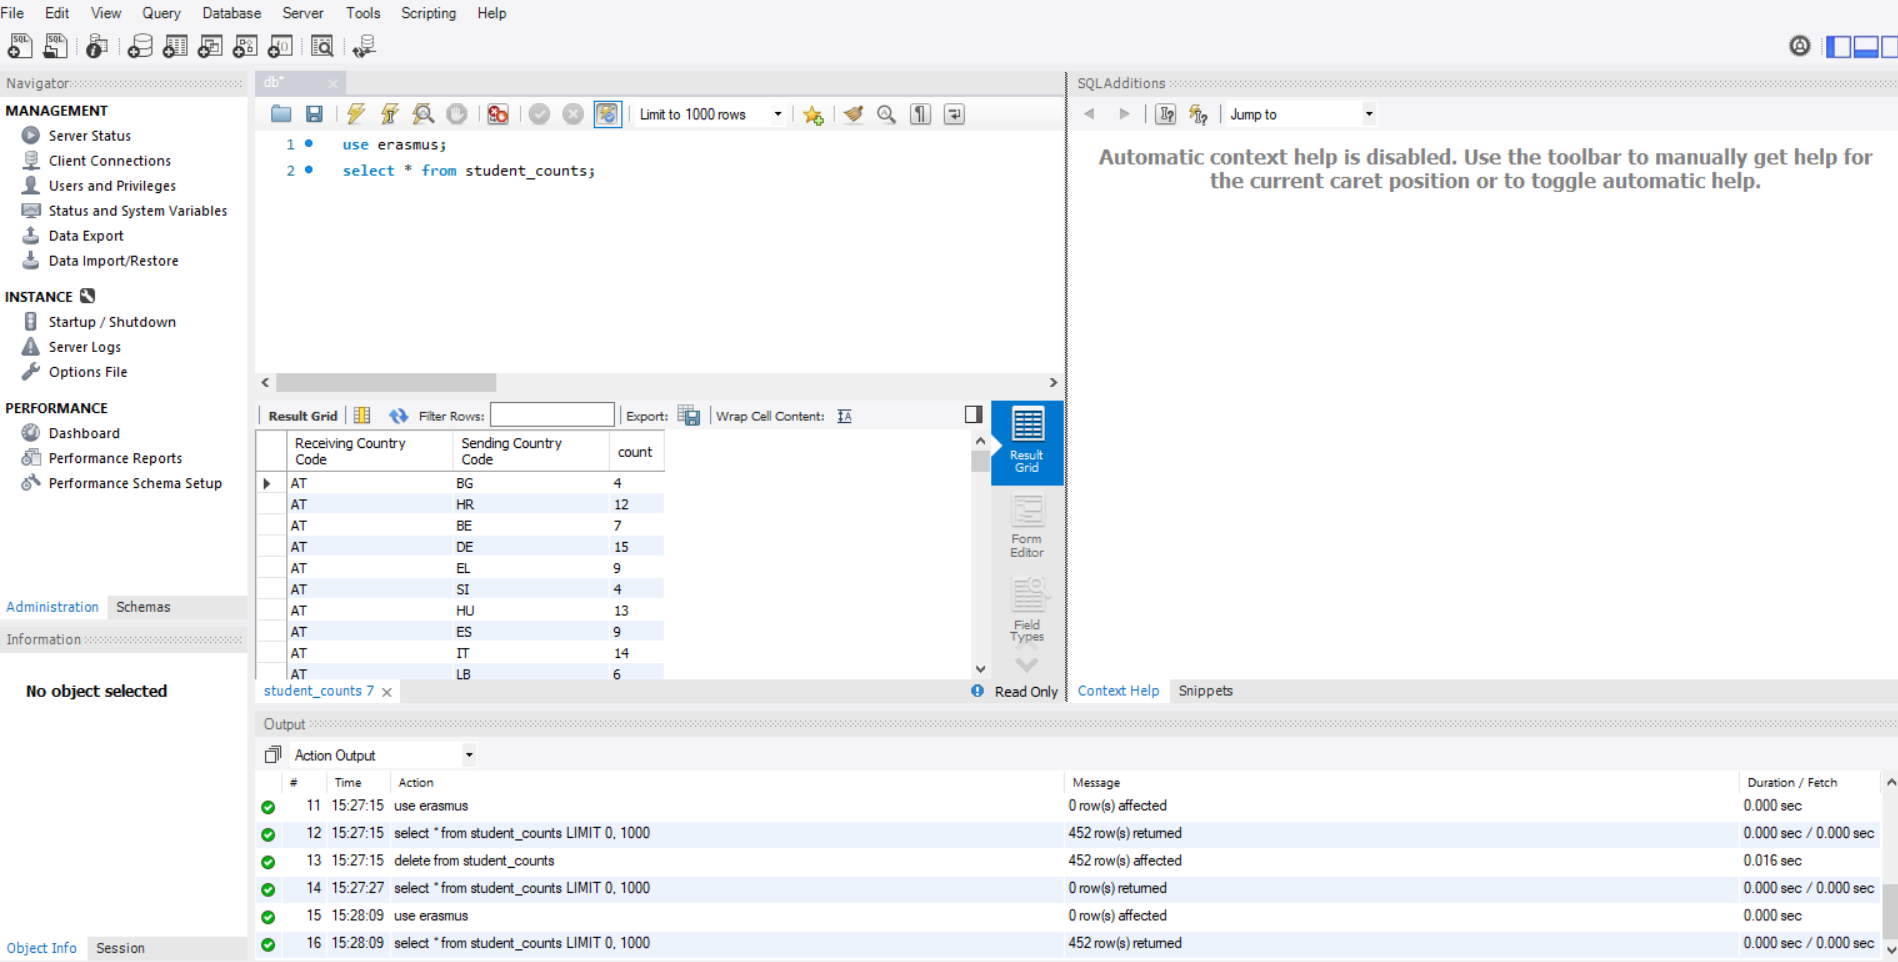 File Edit View Query Database Server Tools Scripting Help
Navigator
MANAGEMENT
Server Status
Client Connections
Users and Privileges
Status and System Variables
Data Export
Data Import/Restore
INSTANCE
Startup / Shutdown
Server Logs
Options File
PERFORMANCE
Dashboard
Performance Reports
Performance Schema Setup
Administration Schemas
Information
No object selected
Object Info Session
db*
Limit to 1000 rows
1 use erasmus;
2 select * from student_counts;
Result Grid Filter Rows: Export: Wrap Cell Content:
Receiving Country Code Sending Country Code count
AT BG 4
AT HR 12
AT BE 7
AT DE 15
AT EL 9
AT SI 4
AT HU 13
AT ES 9
AT IT 14
AT LB 6
Result Grid
Form Editor
Field Types
student_counts 7
Read Only
SQLAdditions
Jump to
Automatic context help is disabled. Use the toolbar to manually get help for
the current caret position or to toggle automatic help.
Context Help Snippets
Output
Action Output
# Time Action Message Duration / Fetch
11 15:27:15 use erasmus 0 row(s) affected 0.000 sec
12 15:27:15 select * from student_counts LIMIT 0, 1000 452 row(s) returned 0.000 sec / 0.000 sec
13 15:27:15 delete from student_counts 452 row(s) affected 0.016 sec
14 15:27:27 select * from student_counts LIMIT 0, 1000 0 row(s) returned 0.000 sec / 0.000 sec
15 15:28:09 use erasmus 0 row(s) affected 0.000 sec
16 15:28:09 select * from student_counts LIMIT 0, 1000 452 row(s) returned 0.000 sec / 0.000 sec